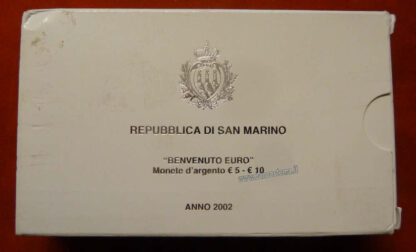 REPUBBLICA DI SAN MARINO
"BENVENUTO EURO"
Monete d'argento € 5 - € 10
ANNO 2002